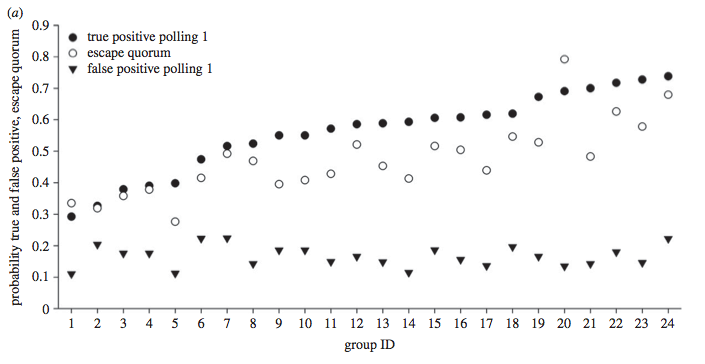 (a)
0.9
true positive polling 1
0.8
escape quorum
false positive polling 1
0.7
0.6
0.5
0.4
0.3
0.2
0.1
0
probability true and false positive, escape quorum
1 2 3 4 5 6 7 8 9 10 11 12 13 14 15 16 17 18 19 20 21 22 23 24
group ID